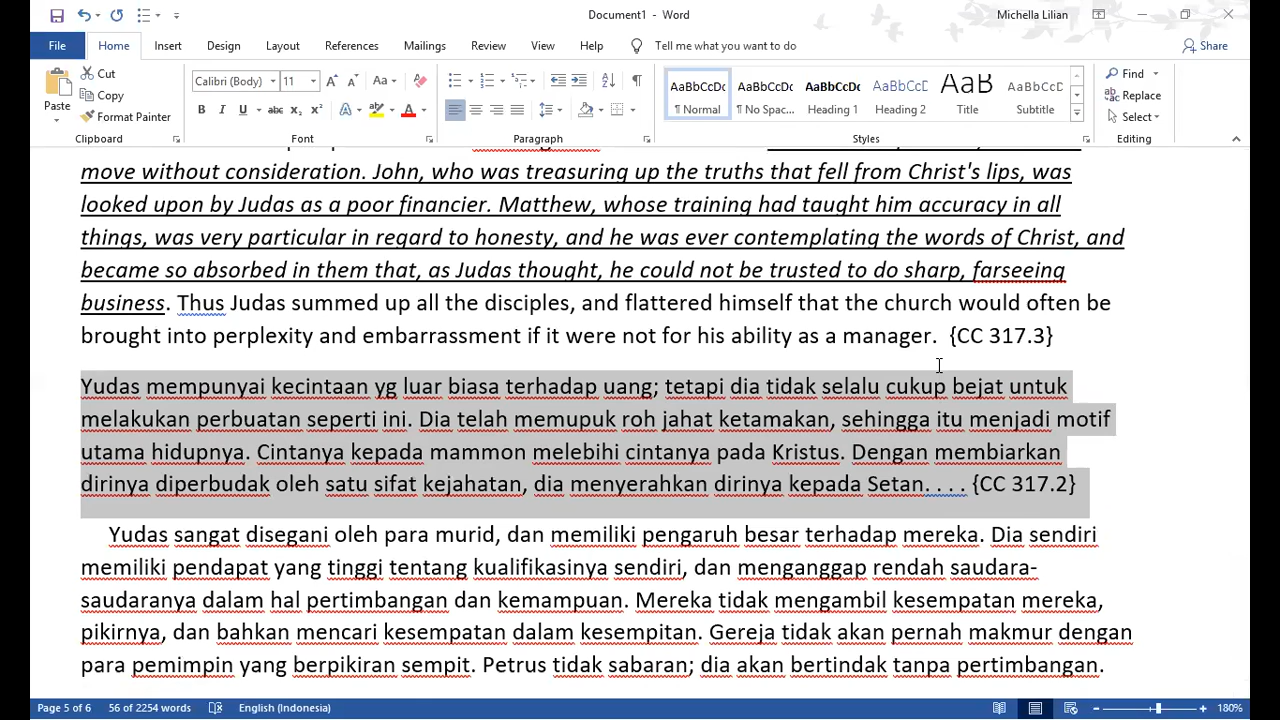 Document1 - Word
Michella Lilian
File Home Insert Design Layout References Mailings Review View Help Tell me what you want to do Share
Paste
Cut
Copy
Format Painter
Clipboard
Calibri (Body) 11
Font
Paragraph
AaBbCcDc AaBbCcDc AaBbCcDc AaBbCcDc AaB AaBbCcDc
¶ Normal ¶ No Spac... Heading 1 Heading 2 Title Subtitle
Styles
Find
Replace
Select
Editing
move without consideration. John, who was treasuring up the truths that fell from Christ's lips, was
looked upon by Judas as a poor financier. Matthew, whose training had taught him accuracy in all
things, was very particular in regard to honesty, and he was ever contemplating the words of Christ, and
became so absorbed in them that, as Judas thought, he could not be trusted to do sharp, farseeing
business. Thus Judas summed up all the disciples, and flattered himself that the church would often be
brought into perplexity and embarrassment if it were not for his ability as a manager. {CC 317.3}
Yudas mempunyai kecintaan yg luar biasa terhadap uang; tetapi dia tidak selalu cukup bejat untuk
melakukan perbuatan seperti ini. Dia telah memupuk roh jahat ketamakan, sehingga itu menjadi motif
utama hidupnya. Cintanya kepada mammon melebihi cintanya pada Kristus. Dengan membiarkan
dirinya diperbudak oleh satu sifat kejahatan, dia menyerahkan dirinya kepada Setan. . . . {CC 317.2}
Yudas sangat disegani oleh para murid, dan memiliki pengaruh besar terhadap mereka. Dia sendiri
memiliki pendapat yang tinggi tentang kualifikasinya sendiri, dan menganggap rendah saudara-
saudaranya dalam hal pertimbangan dan kemampuan. Mereka tidak mengambil kesempatan mereka,
pikirnya, dan bahkan mencari kesempatan dalam kesempitan. Gereja tidak akan pernah makmur dengan
para pemimpin yang berpikiran sempit. Petrus tidak sabaran; dia akan bertindak tanpa pertimbangan.
Page 5 of 6 56 of 2254 words English (Indonesia) 180%